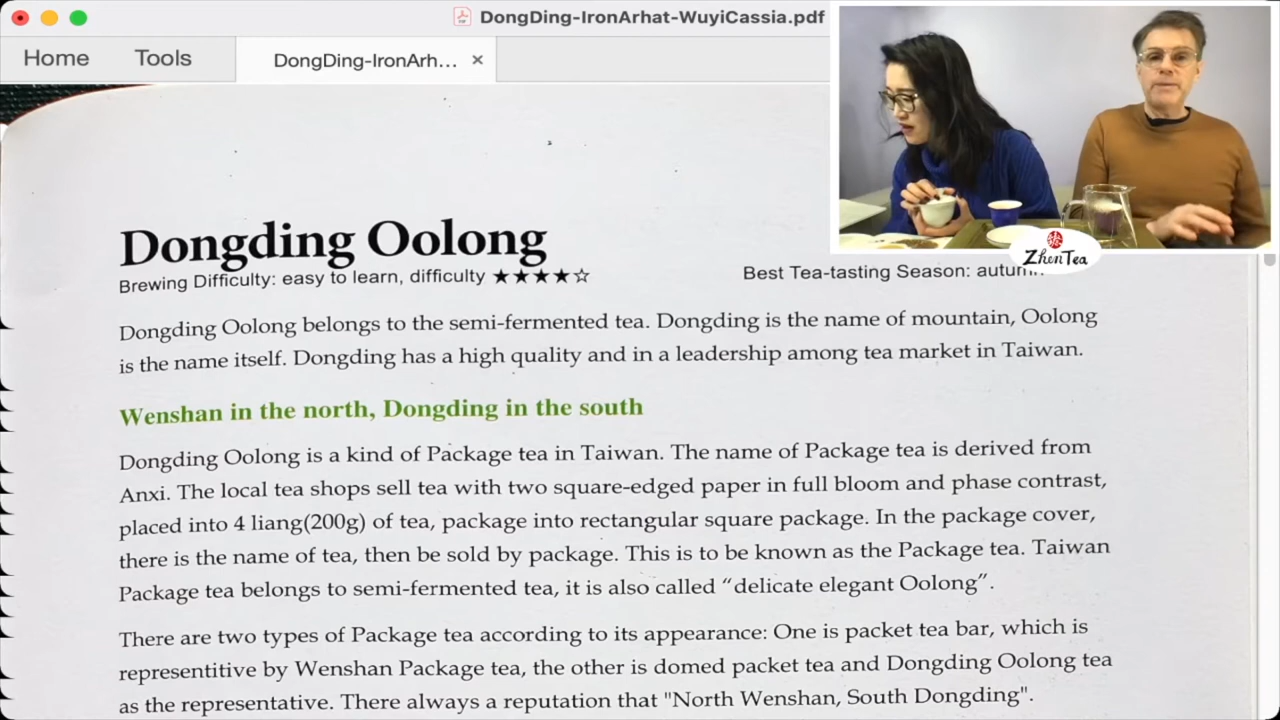 DongDing-IronArhat-WuyiCassia.pdf
Home
Tools
DongDing-IronArh...
Dongding Oolong
Brewing Difficulty: easy to learn, difficulty ★★★★☆
Best Tea-tasting Season: autumn
Dongding Oolong belongs to the semi-fermented tea. Dongding is the name of mountain, Oolong
is the name itself. Dongding has a high quality and in a leadership among tea market in Taiwan.
Wenshan in the north, Dongding in the south
Dongding Oolong is a kind of Package tea in Taiwan. The name of Package tea is derived from
Anxi. The local tea shops sell tea with two square-edged paper in full bloom and phase contrast,
placed into 4 liang(200g) of tea, package into rectangular square package. In the package cover,
there is the name of tea, then be sold by package. This is to be known as the Package tea. Taiwan
Package tea belongs to semi-fermented tea, it is also called “delicate elegant Oolong”.
There are two types of Package tea according to its appearance: One is packet tea bar, which is
representitive by Wenshan Package tea, the other is domed packet tea and Dongding Oolong tea
as the representative. There always a reputation that "North Wenshan, South Dongding".
ZhenTea